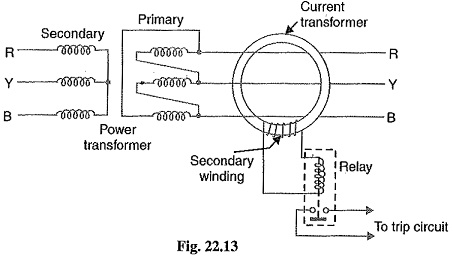 Current
transformer
Primary
Secondary
R
R
Y
Y
B
B
Power
transformer
Secondary
winding
Relay
To trip circuit
Fig. 22.13